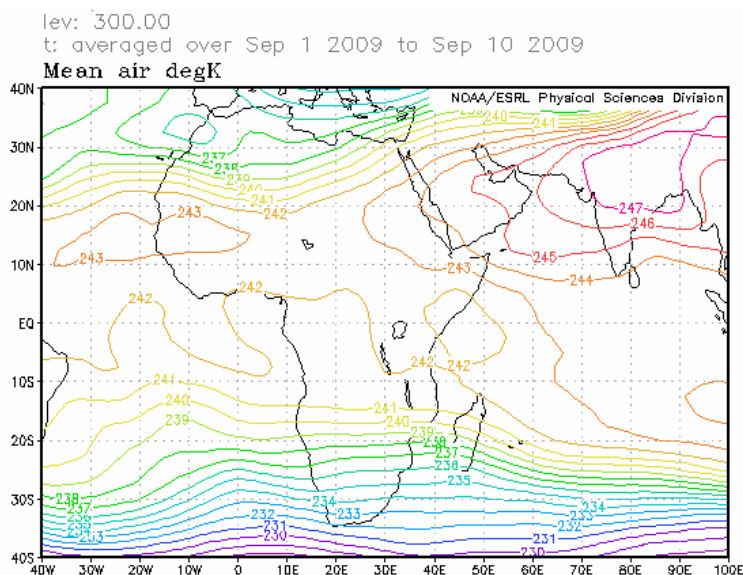 lev: 300.00
t: averaged over Sep 1 2009 to Sep 10 2009
Mean air degK
NOAA/ESRL Physical Sciences Division
40N
240
241
30N
237
238
239
240
241
20N
243
242
247
246
245
10N
243
243
244
EQ
242
242
242
242
10S
241
240
239
241
240
239
20S
238
237
236
235
30S
238
237
236
235
233
234
233
232
231
230
234
233
232
231
230
40S
40W
30W
20W
10W
0
10E
20E
30E
40E
50E
60E
70E
80E
90E
100E